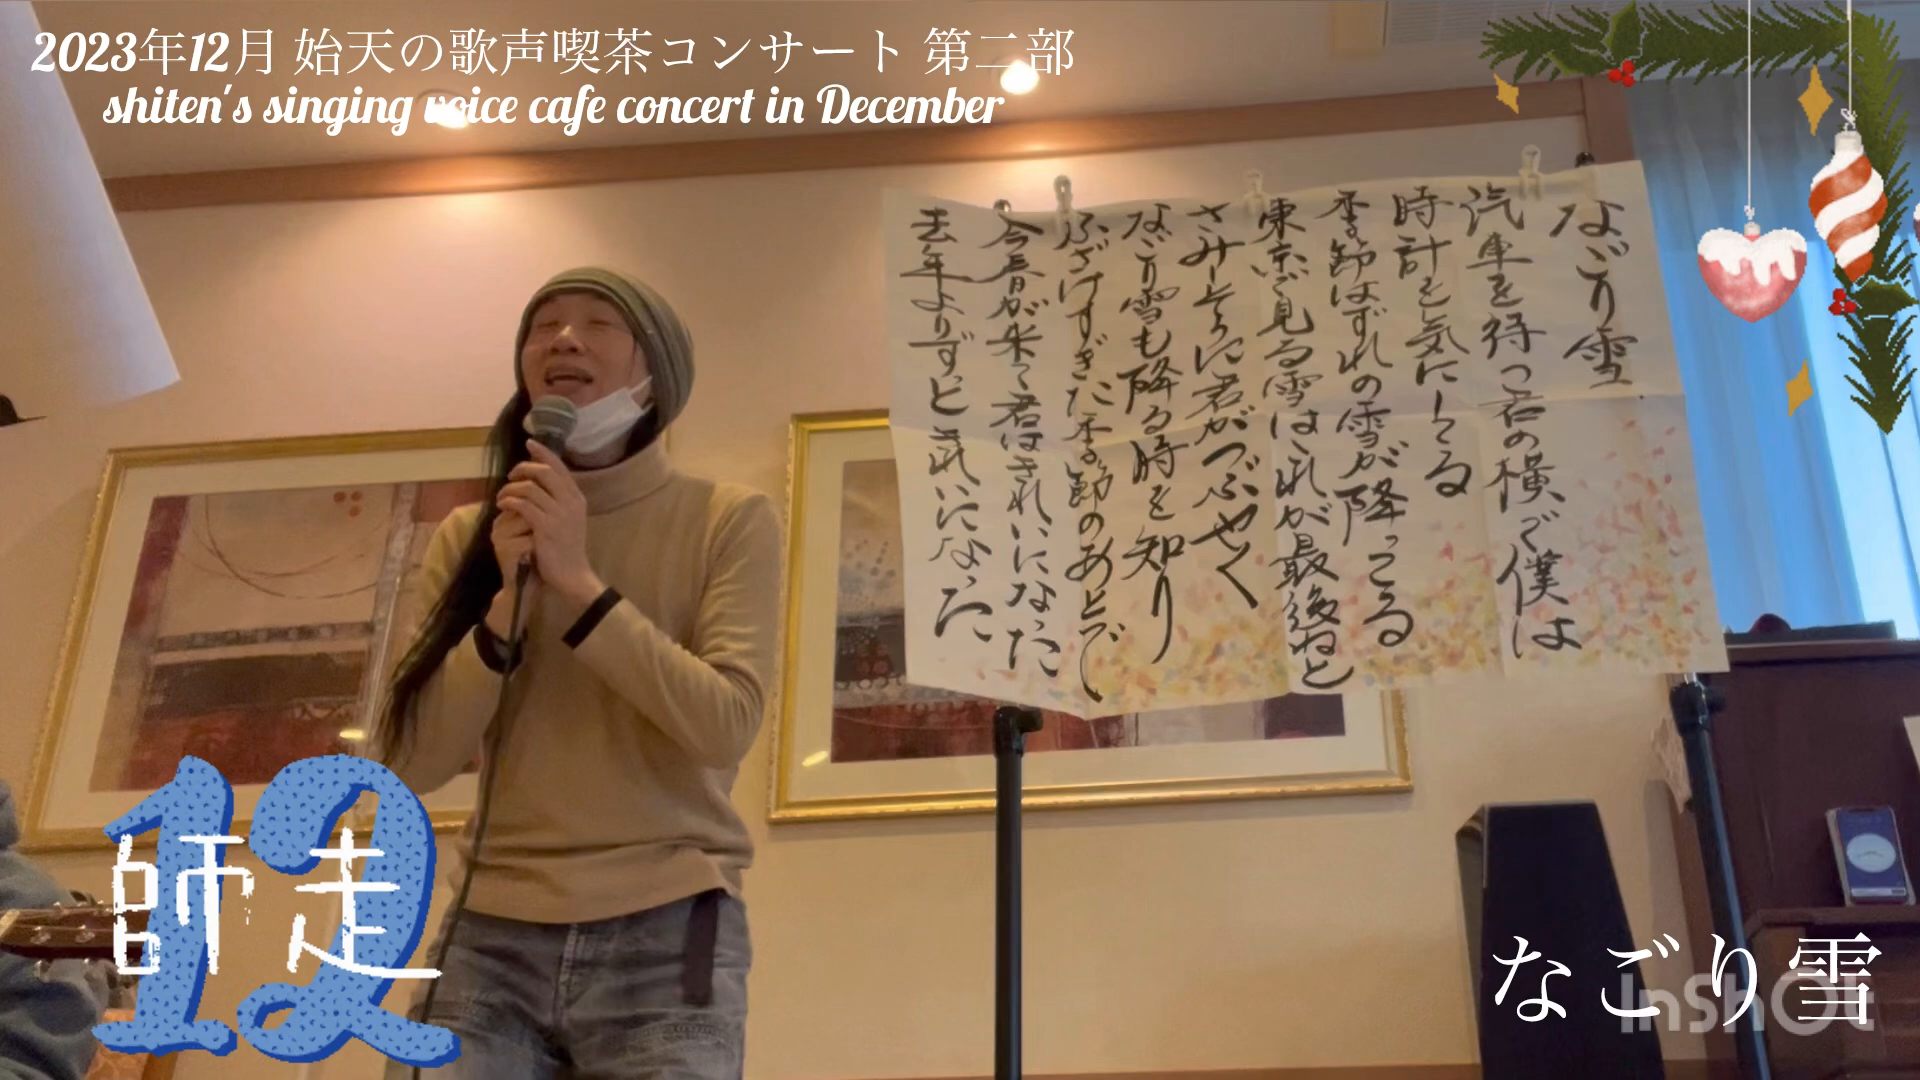 2023年12月 始天の歌声喫茶コンサート 第二部
shiten's singing voice cafe concert in December
なごり雪
汽車を待つ君の横で僕は
時計を気にしてる
季節はずれの雪が降ってる
東京で見る雪はこれが最後ねと
さみしそうに君がつぶやく
なごり雪も降る時を知り
ふざけすぎた季節のあとで
今春が来て君はきれいになった
去年よりずっときれいになった
12
師走
なごり雪
InShOt